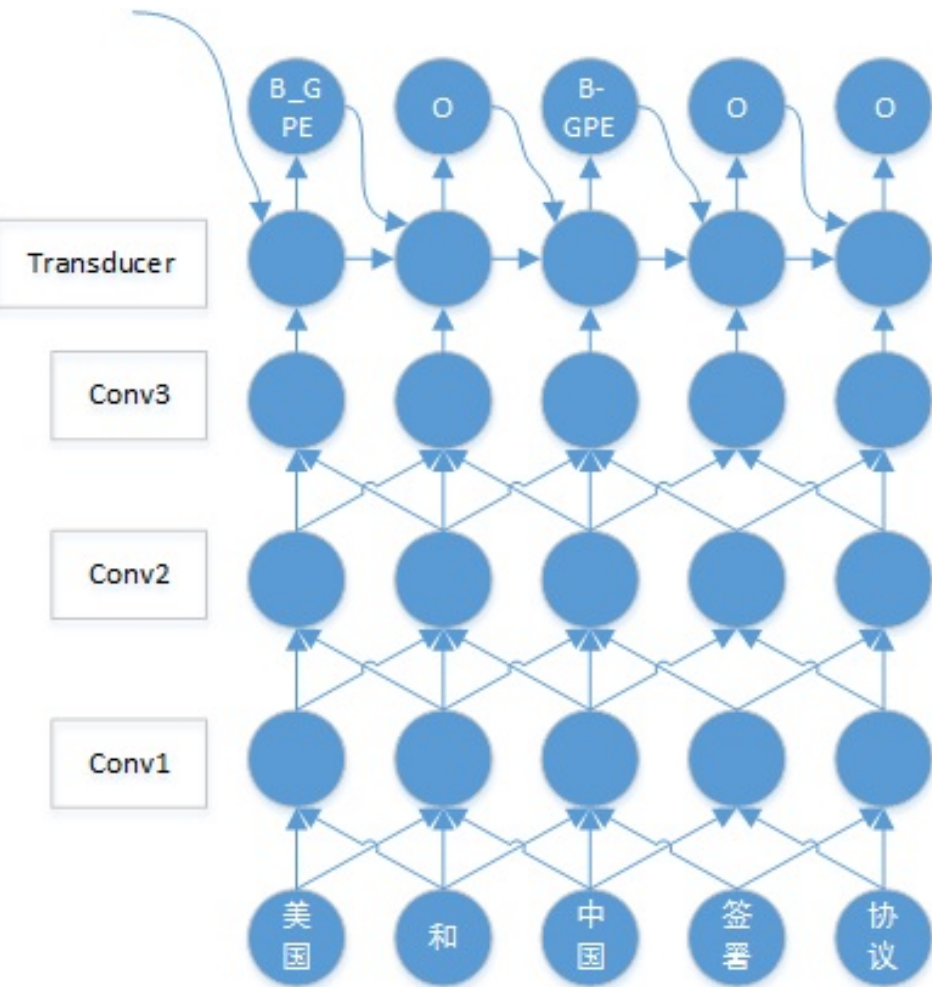 B_G
PE
O
B-
GPE
O
O
Transducer
Conv3
Conv2
Conv1
美
国
和
中
国
签
署
协
议